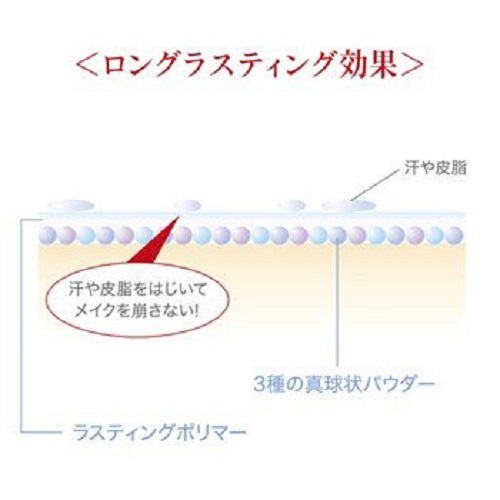 ＜ロングラスティング効果＞
汗や皮脂
汗や皮脂をはじいて
メイクを崩さない!
3種の真球状パウダー
ラスティングポリマー